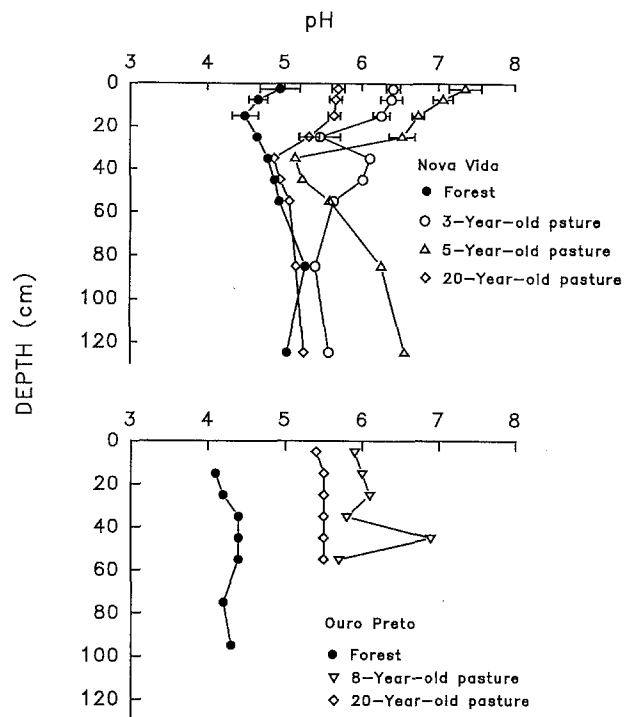 pH
3 4 5 6 7 8
0
20
40
60
80
100
120
Nova Vida
Forest
3-Year-old psture
5-Year-old pasture
20-Year-old pasture
DEPTH (cm)
3 4 5 6 7 8
0
20
40
60
80
100
120
Ouro Preto
Forest
8-Year-old pasture
20-Year-old pasture